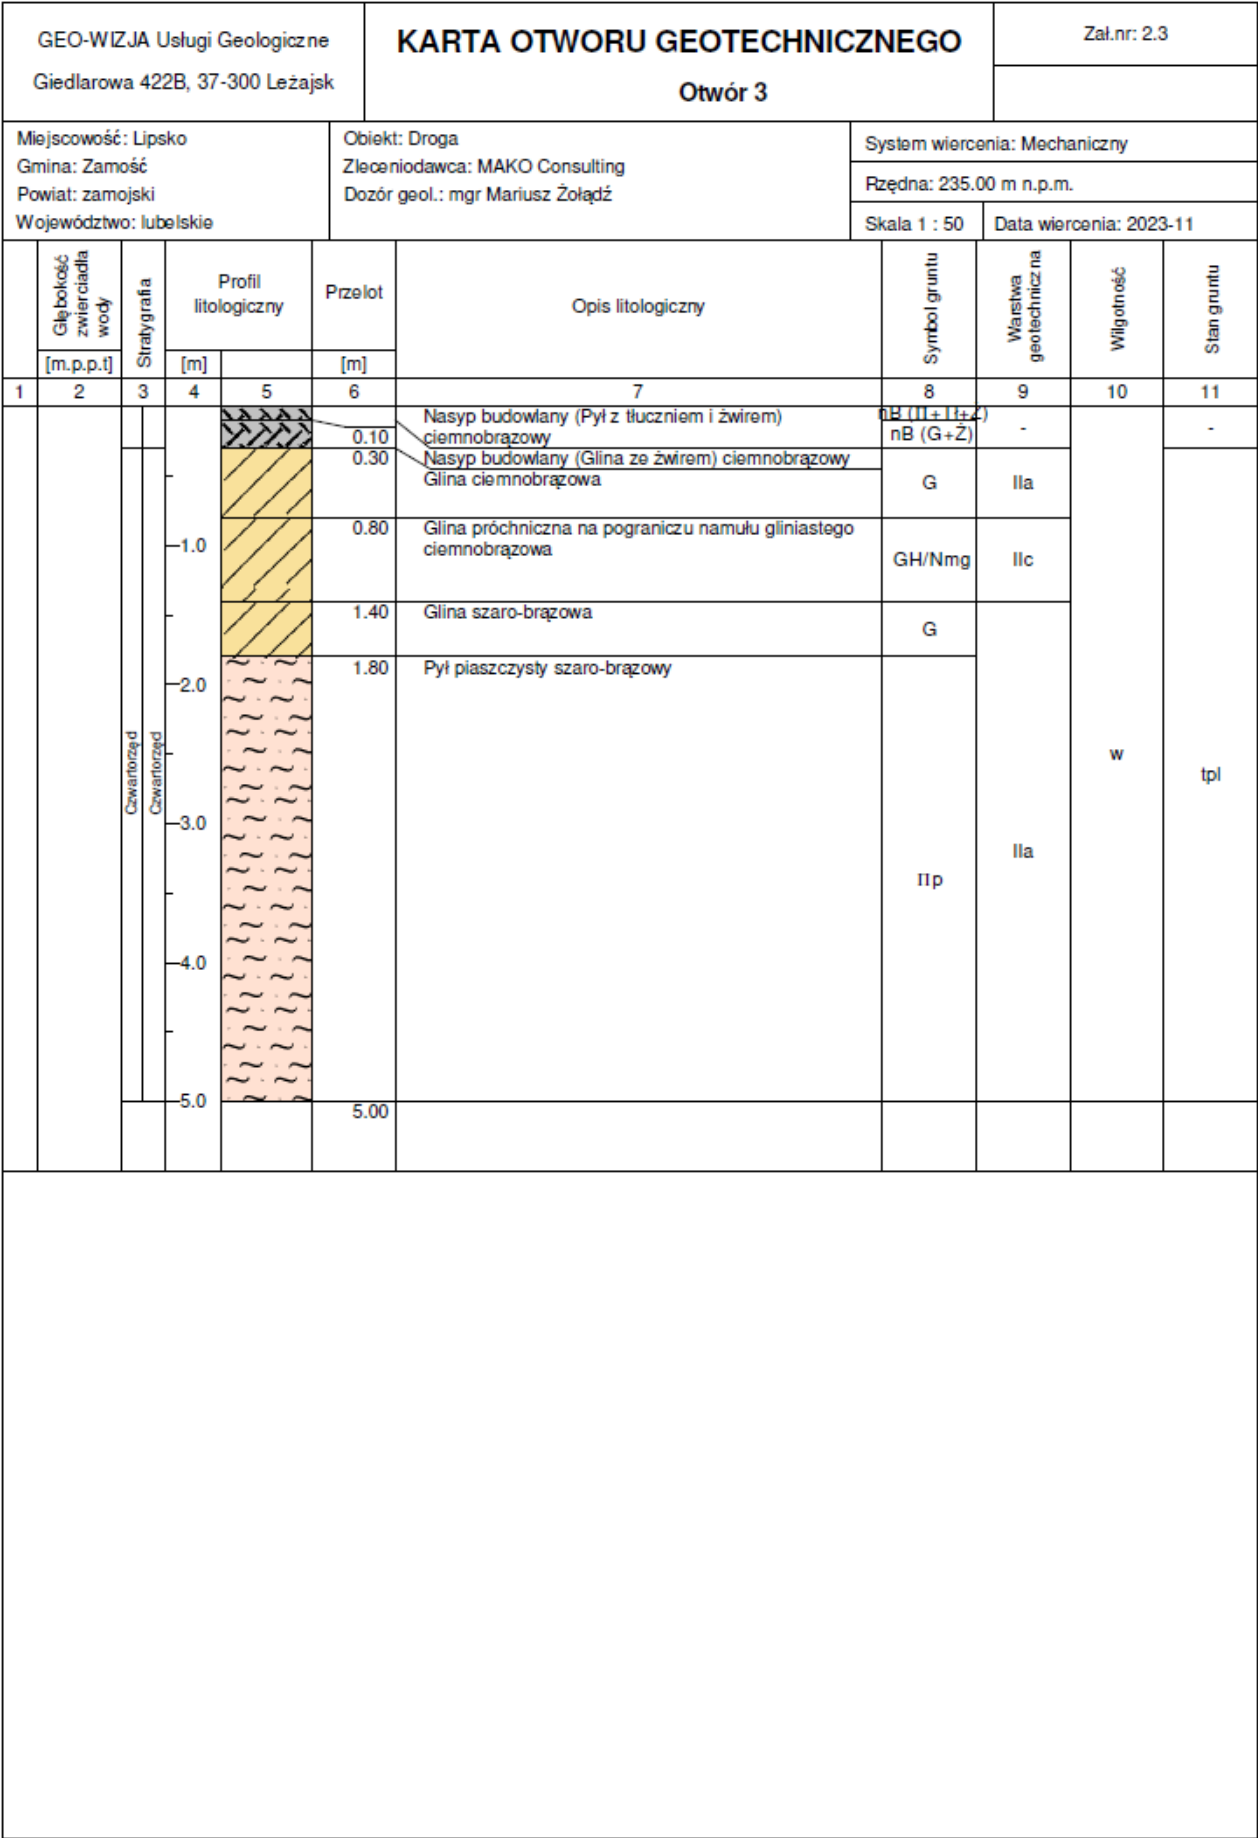 GEO-WIZJA Usługi Geologiczne
Giedlarowa 422B, 37-300 Leżajsk
KARTA OTWORU GEOTECHNICZNEGO
Otwór 3
Zał.nr: 2.3
Miejscowość: Lipsko
Gmina: Zamość
Powiat: zamojski
Województwo: lubelskie
Obiekt: Droga
Zleceniodawca: MAKO Consulting
Dozór geol.: mgr Mariusz Żołądź
System wiercenia: Mechaniczny
Rzędna: 235.00 m n.p.m.
Skala 1 : 50
Data wiercenia: 2023-11
Głębokość
zwierciadła
wody
[m.p.p.t]
Stratygrafia
Profil
litologiczny
[m]
Przelot
[m]
Opis litologiczny
Symbol gruntu
Warstwa
geotechniczna
Wilgotność
Stan gruntu
1 2 3 4 5 6 7 8 9 10 11
Nasyp budowlany (Pył z tłuczniem i żwirem)
ciemnobrązowy
nB (Π+Tł+Ż)
0.10
Nasyp budowlany (Glina ze żwirem) ciemnobrązowy
nB (G+Ż)
-
-
0.30
Glina ciemnobrązowa
G
IIa
0.80
Glina próchniczna na pograniczu namułu gliniastego
ciemnobrązowa
GH/Nmg
IIc
1.40
Glina szaro-brązowa
G
1.80
Pył piaszczysty szaro-brązowy
Πp
IIa
w
tpl
Czwartorzęd
Czwartorzęd
1.0
2.0
3.0
4.0
5.0
5.00